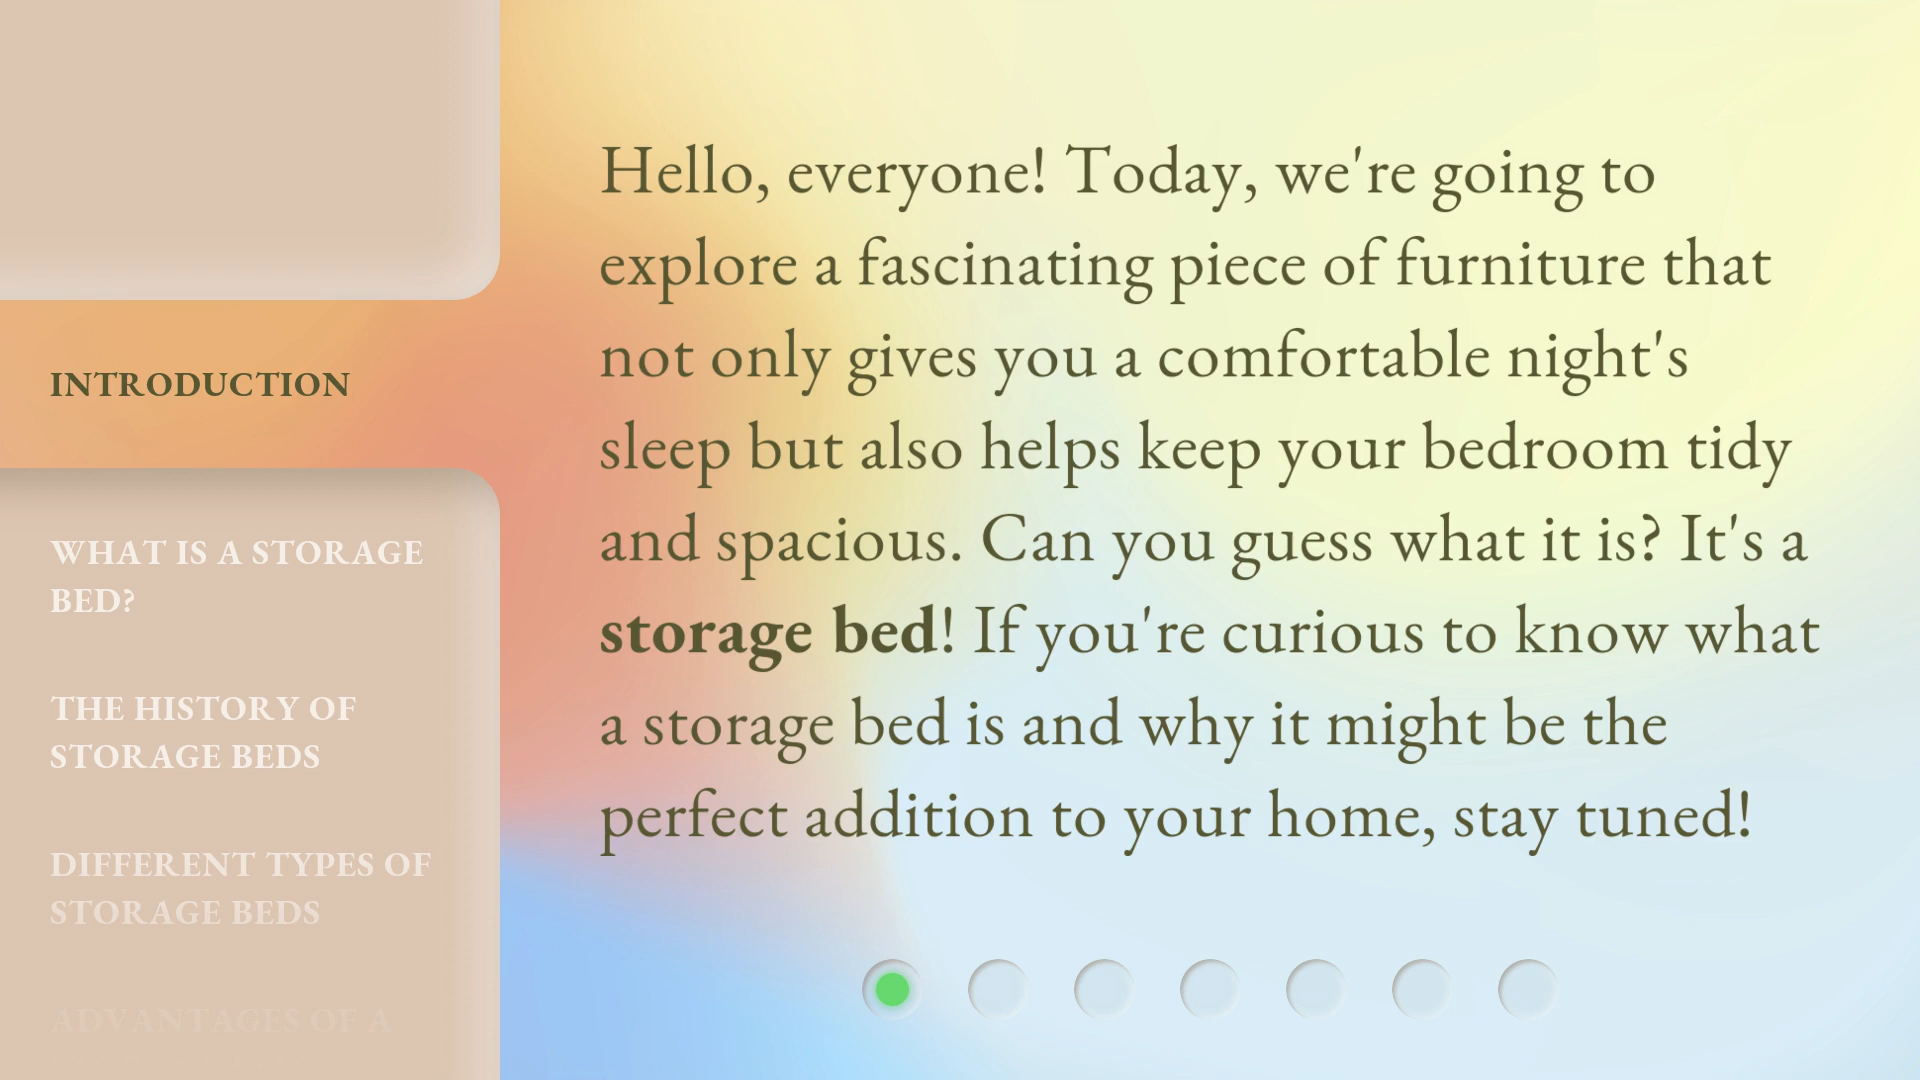 INTRODUCTION
WHAT IS A STORAGE
BED?
THE HISTORY OF
STORAGE BEDS
DIFFERENT TYPES OF
STORAGE BEDS
ADVANTAGES OF A
Hello, everyone! Today, we're going to
explore a fascinating piece of furniture that
not only gives you a comfortable night's
sleep but also helps keep your bedroom tidy
and spacious. Can you guess what it is? It's a
storage bed! If you're curious to know what
a storage bed is and why it might be the
perfect addition to your home, stay tuned!